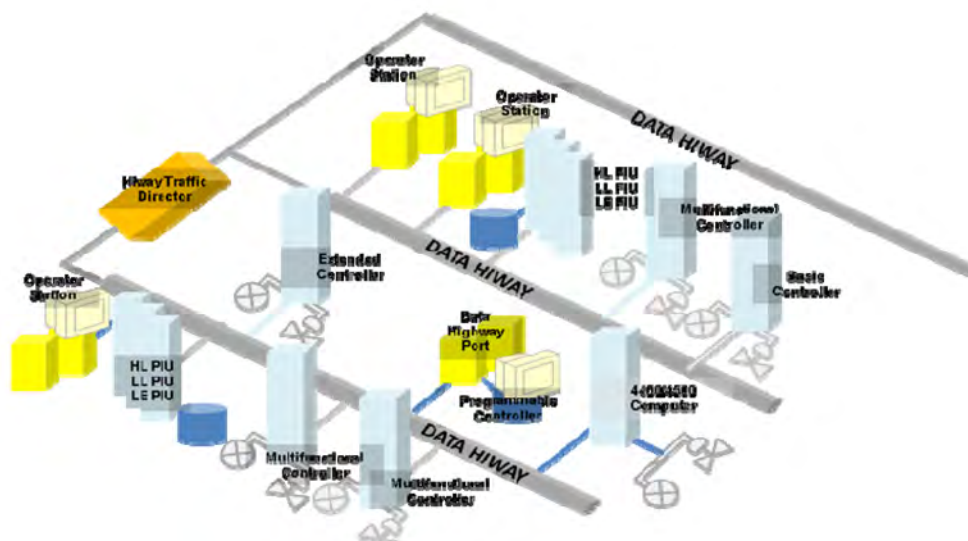 Operator
Station
Operator
Station
DATA HIWAY
Hiway Traffic
Director
HL PIU
LL PIU
LE PIU
Multifunctional
Controller
Extended
Controller
DATA HIWAY
Basic
Controller
Operator
Station
Data
Highway
Port
HL PIU
LL PIU
LE PIU
Programmable
Controller
Computer
DATA HIWAY
Multifunctional
Controller
Multifunctional
Controller